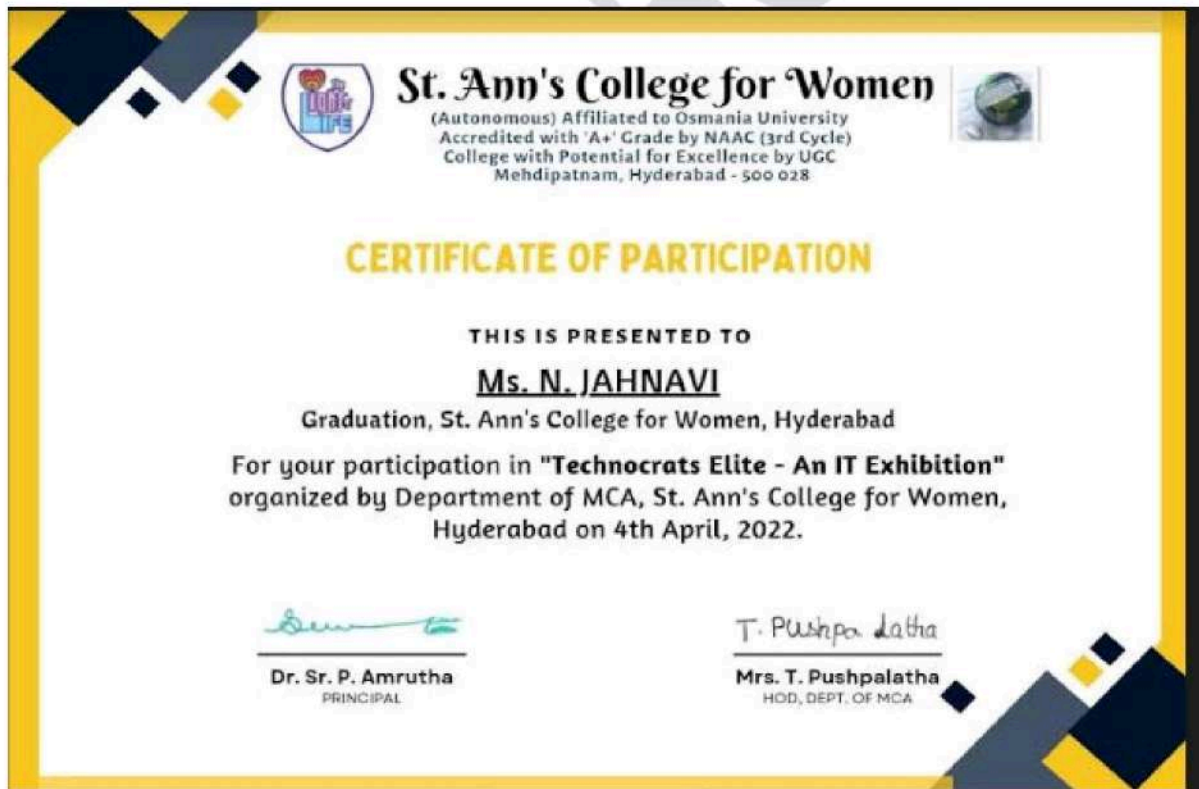 St. Ann's College for Women
(Autonomous) Affiliated to Osmania University
Accredited with 'A+' Grade by NAAC (3rd Cycle)
College with Potential for Excellence by UGC
Mehdipatnam, Hyderabad - 500 028
CERTIFICATE OF PARTICIPATION
THIS IS PRESENTED TO
Ms. N. JAHNAVI
Graduation, St. Ann's College for Women, Hyderabad
For your participation in "Technocrats Elite - An IT Exhibition"
organized by Department of MCA, St. Ann's College for Women,
Hyderabad on 4th April, 2022.
T. Pushpa Latha
Dr. Sr. P. Amrutha
PRINCIPAL
Mrs. T. Pushpalatha
HOD, DEPT. OF MCA